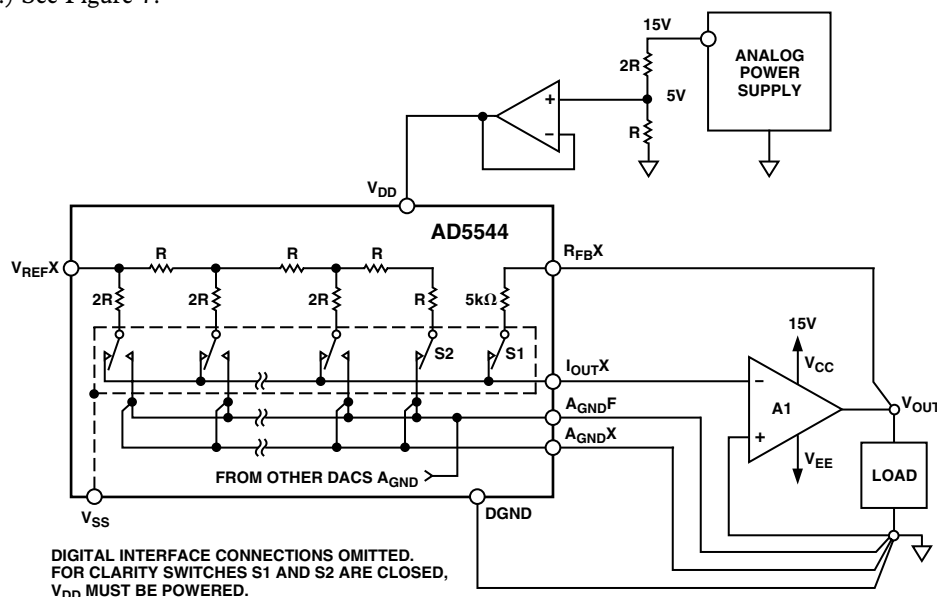 .) See Figure 7.
15V
2R
5V
R
ANALOG
POWER
SUPPLY
+
–
VDD
AD5544
VREFX
R
R
R
2R
2R
2R
R
5kΩ
S2
S1
RFBX
IOUTX
AGNDF
AGNDX
FROM OTHER DACS AGND
VSS
DGND
15V
VCC
–
A1
+
VEE
VOUT
LOAD
DIGITAL INTERFACE CONNECTIONS OMITTED.
FOR CLARITY SWITCHES S1 AND S2 ARE CLOSED,
VDD MUST BE POWERED.